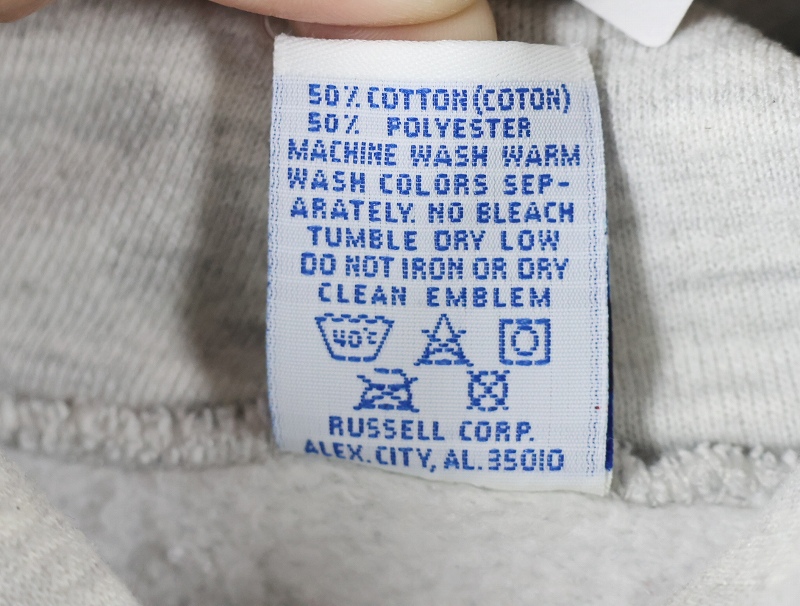 50% COTTON (COTON)
50% POLYESTER
MACHINE WASH WARM
WASH COLORS SEP-
ARATELY. NO BLEACH
TUMBLE DRY LOW
DO NOT IRON OR DRY
CLEAN EMBLEM
40°C
RUSSELL CORP.
ALEX. CITY, AL. 35010